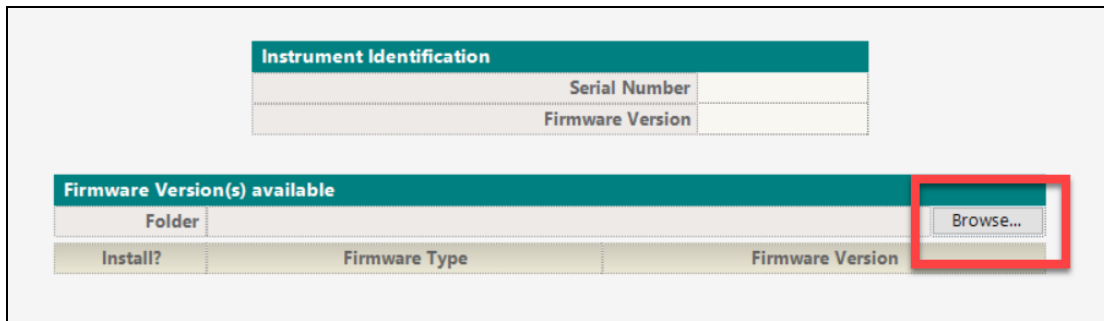 Instrument Identification
Serial Number
Firmware Version
Firmware Version(s) available
Folder Browse...
Install? Firmware Type Firmware Version